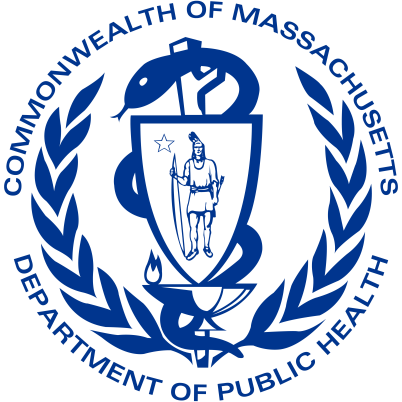 COMMONWEALTH OF MASSACHUSETTS
DEPARTMENT OF PUBLIC HEALTH